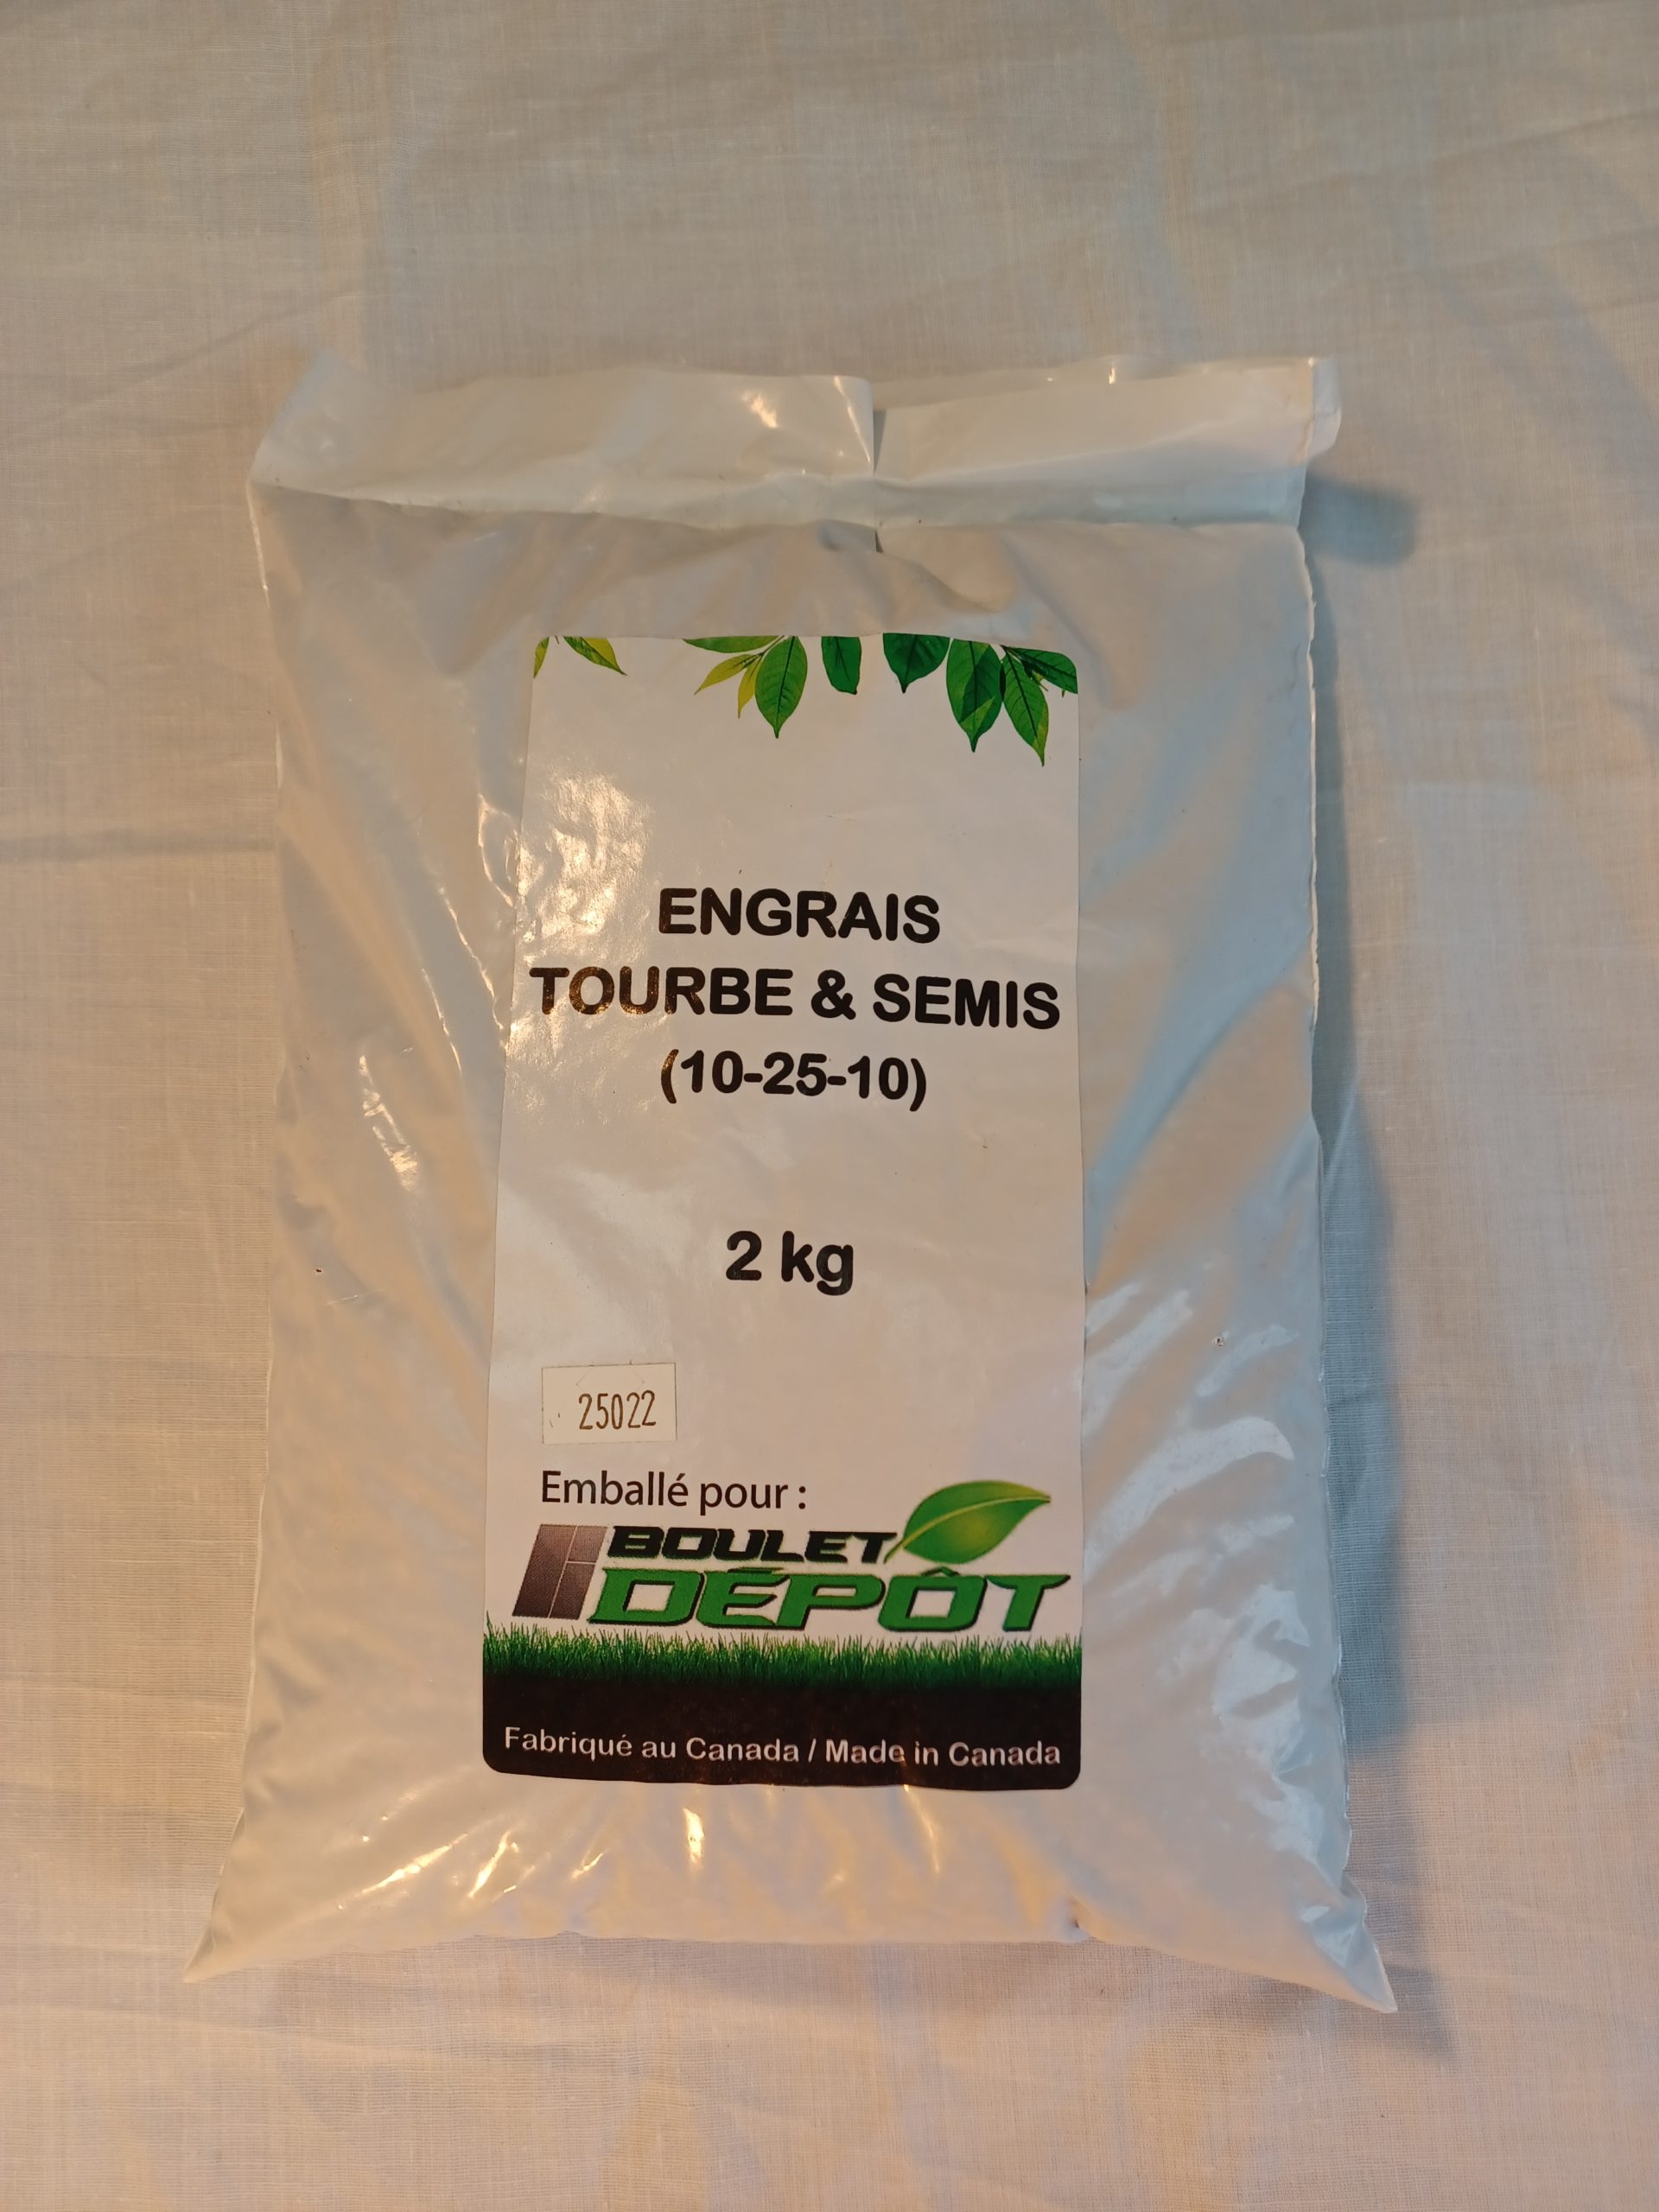 ENGRAIS
TOURBE & SEMIS
(10-25-10)
2 kg
25022
Emballé pour :
BOULET
DÉPÔT
Fabriqué au Canada / Made in Canada